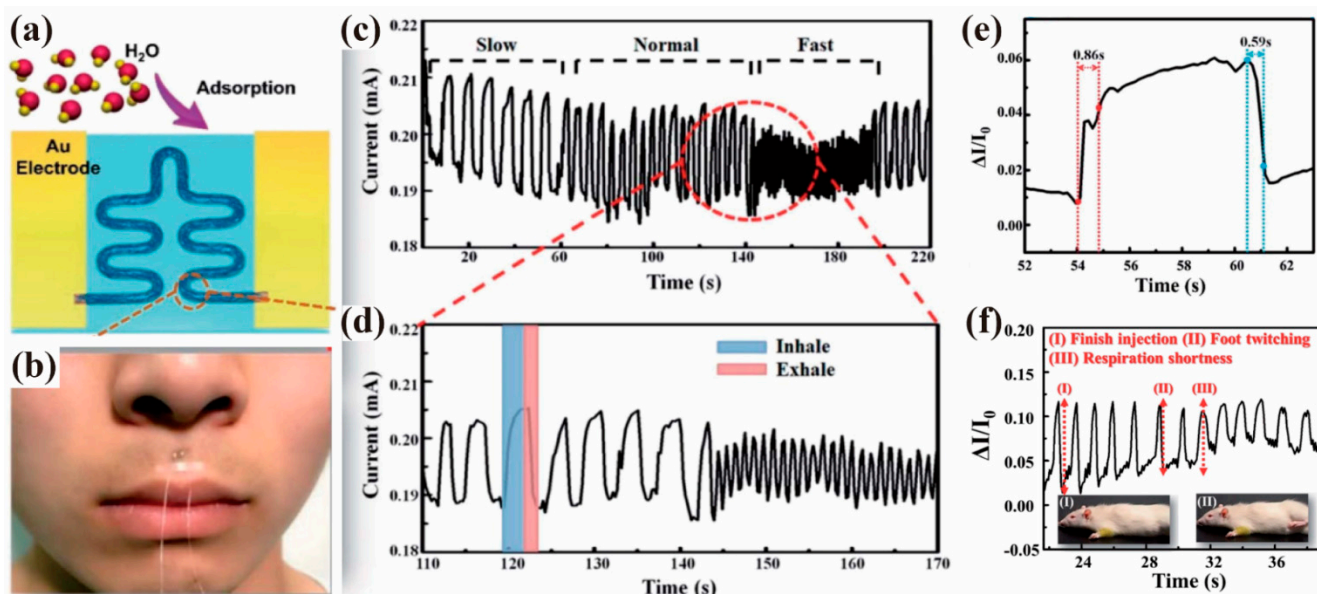 (a)
H₂O
Adsorption
Au
Electrode
(b)
(c)
Slow
Normal
Fast
Current (mA)
0.22
0.21
0.20
0.19
0.18
20
60
100
140
180
220
Time (s)
(d)
Inhale
Exhale
Current (mA)
0.22
0.21
0.20
0.19
0.18
110
120
130
140
150
160
170
Time (s)
(e)
0.86s
0.59s
ΔI/I₀
0.06
0.04
0.02
0.00
52
54
56
58
60
62
Time (s)
(f)
(I) Finish injection (II) Foot twitching
(III) Respiration shortness
(I)
(II)
(III)
ΔI/I₀
0.20
0.15
0.10
0.05
0.00
-0.05
(I)
(II)
24
28
32
36
Time (s)